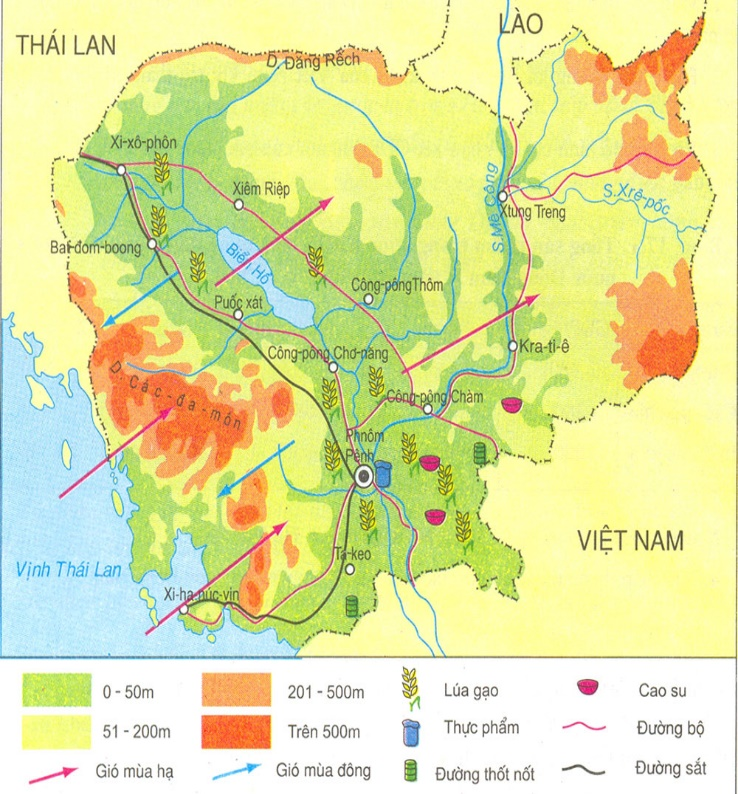 THÁI LAN
LÀO
D. Đăng Rếch
Xi-xô-phôn
Xiêm Riệp
S. Mê Công
S.Xrê-pốc
Xtung Treng
Bat-đom-boong
Biển Hồ
Công-pông Thôm
Puốc xát
Công-pông Chơ-năng
Kra-ti-ê
D. Các-đa-môn
Công-pông Chàm
Phnôm
Pênh
VIỆT NAM
Ta-keo
Vịnh Thái Lan
Xi-ha-núc-vin
0 - 50m
201 - 500m
Lúa gạo
Cao su
51 - 200m
Trên 500m
Thực phẩm
Đường bộ
Gió mùa hạ
Gió mùa đông
Đường thốt nốt
Đường sắt